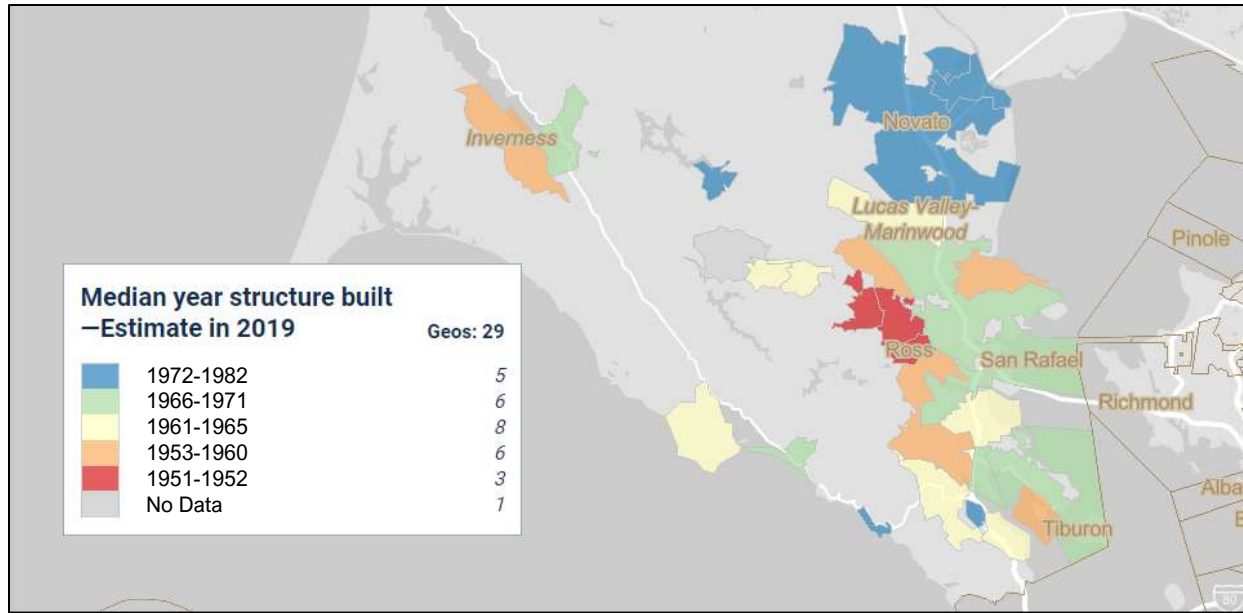 Inverness
Novato
Lucas Valley-
Marinwood
Pinole
Ross
San Rafael
Richmond
Alba
Tiburon
80
Median year structure built
—Estimate in 2019
Geos: 29
1972-1982 5
1966-1971 6
1961-1965 8
1953-1960 6
1951-1952 3
No Data 1